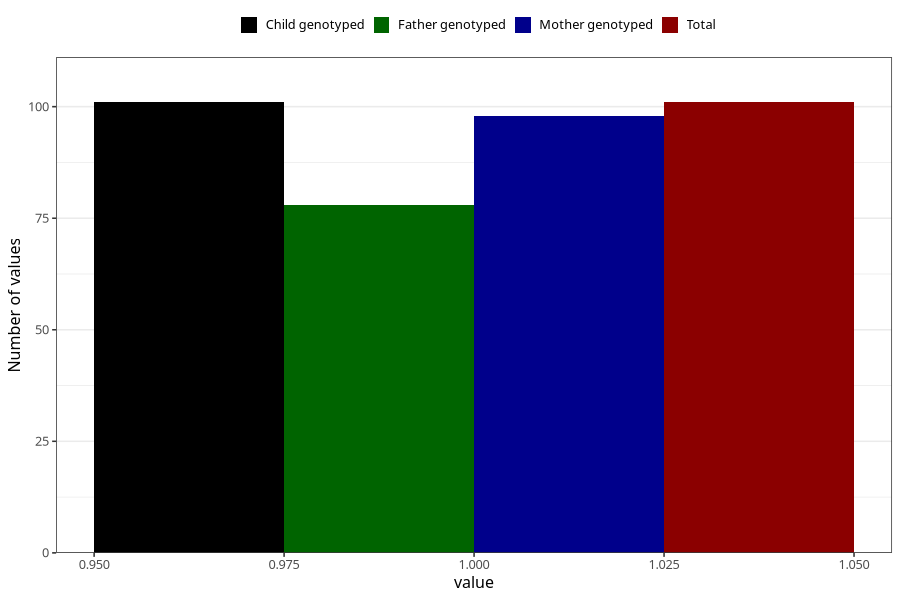 Child genotyped Father genotyped Mother genotyped Total
100
75
50
25
0
Number of values
0.950 0.975 1.000 1.025 1.050
value